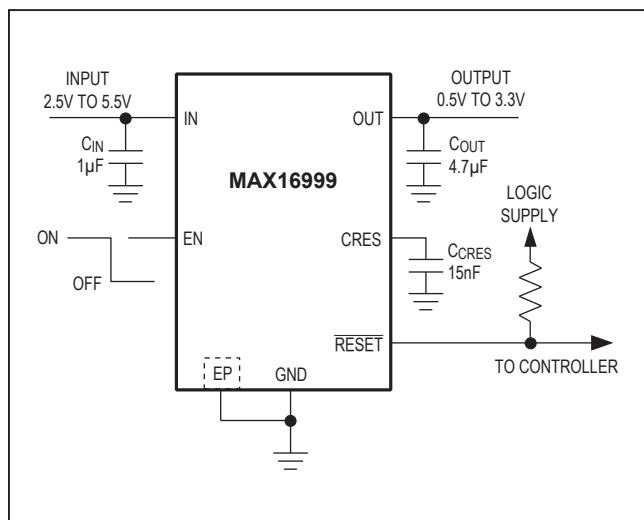 INPUT
2.5V TO 5.5V
OUTPUT
0.5V TO 3.3V
IN
OUT
CIN
1µF
COUT
4.7µF
MAX16999
LOGIC
SUPPLY
ON
EN
CRES
OFF
CCRES
15nF
RESET
TO CONTROLLER
EP
GND